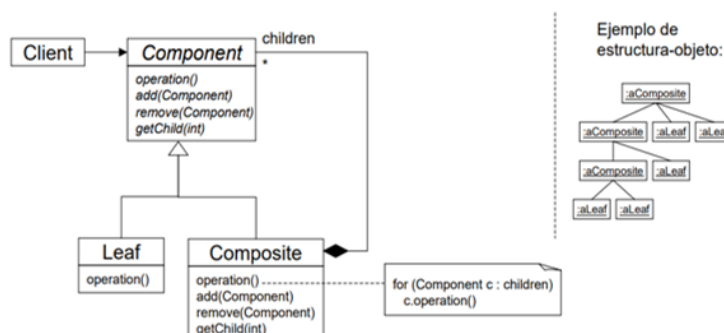 Client
Component
operation()
add(Component)
remove(Component)
getChild(int)
children
*
Leaf
operation()
Composite
operation()
add(Component)
remove(Component)
getChild(int)
for (Component c : children)
c.operation()
Ejemplo de
estructura-objeto:
:aComposite
:aComposite :aLeaf :aLea
:aComposite :aLeaf
:aLeaf :aLeaf